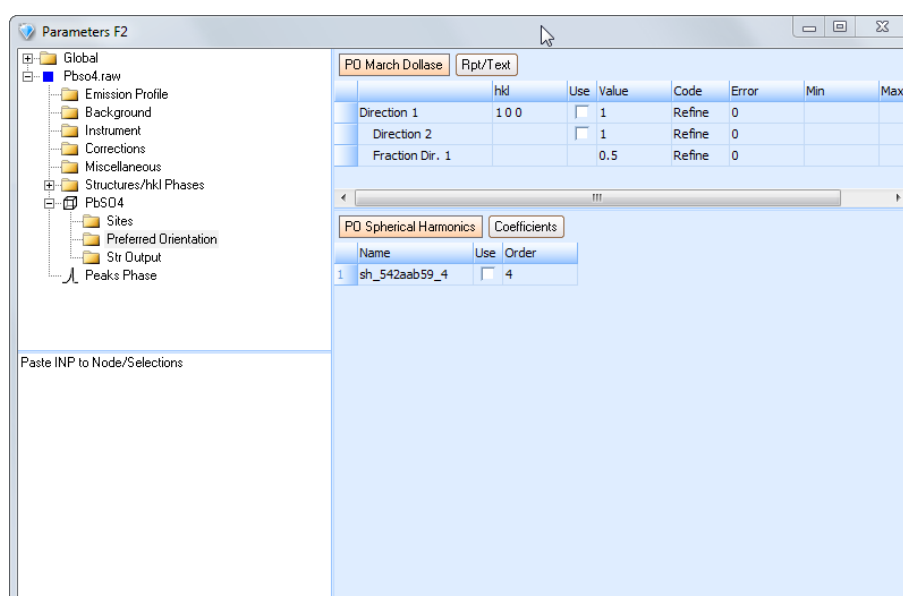 Parameters F2
Global
Pbso4.raw
Emission Profile
Background
Instrument
Corrections
Miscellaneous
Structures/hkl Phases
PbSO4
Sites
Preferred Orientation
Str Output
Peaks Phase
Paste INP to Node/Selections
PO March Dollase Rpt/Text
hkl Use Value Code Error Min Max
Direction 1 1 0 0 1 Refine 0
Direction 2 1 Refine 0
Fraction Dir. 1 0.5 Refine 0
PO Spherical Harmonics Coefficients
Name Use Order
1 sh_542aab59_4 4